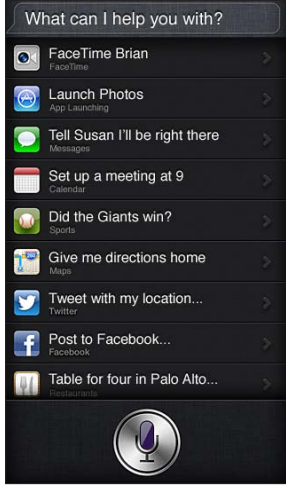 What can I help you with?
FaceTime Brian
FaceTime
Launch Photos
App Launching
Tell Susan I'll be right there
Messages
Set up a meeting at 9
Calendar
Did the Giants win?
Sports
Give me directions home
Maps
Tweet with my location...
Twitter
Post to Facebook...
Facebook
Table for four in Palo Alto...
Restaurants